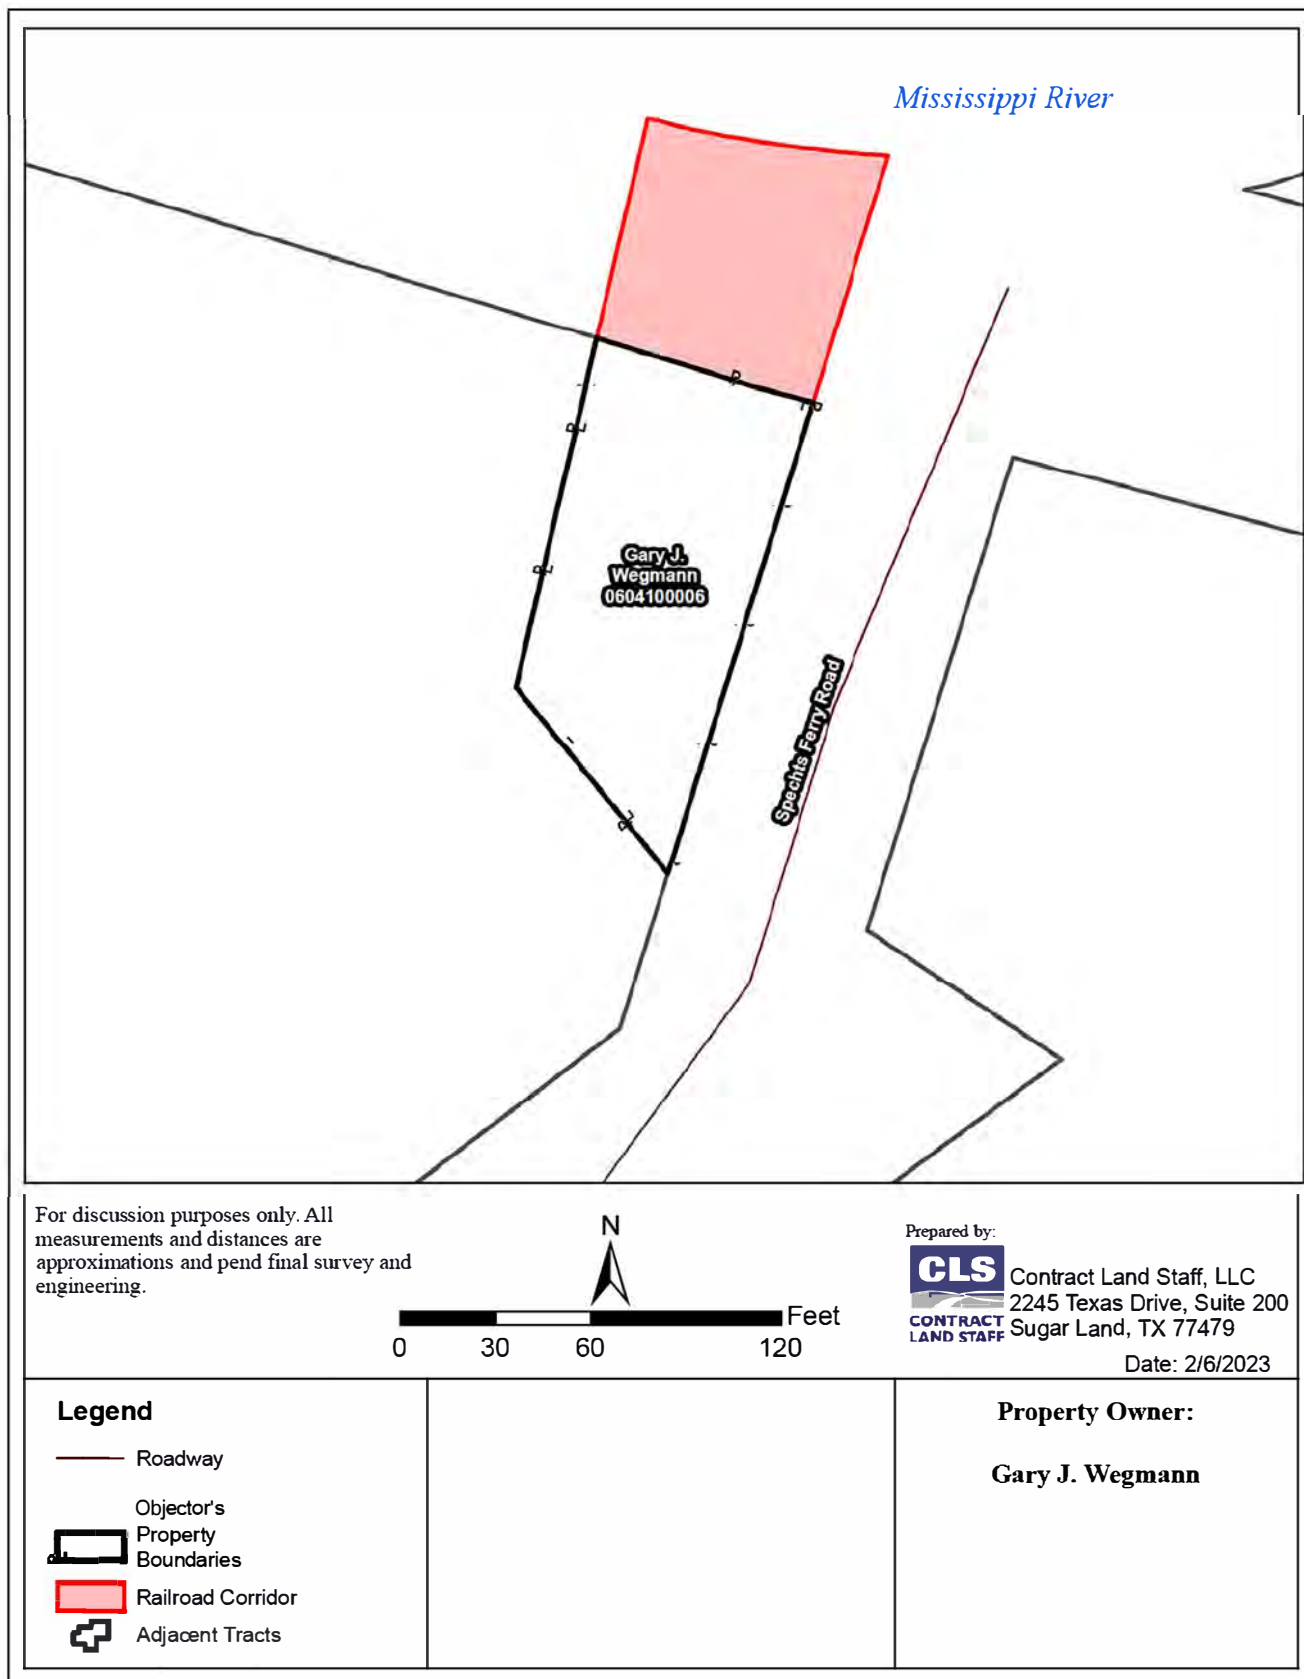 Mississippi River
Gary J.
Wegmann
0604100006
Spechts Ferry Road
For discussion purposes only. All
measurements and distances are
approximations and pend final survey and
engineering.
N
Feet
0 30 60 120
Prepared by:
CLS
CONTRACT
LAND STAFF
Contract Land Staff, LLC
2245 Texas Drive, Suite 200
Sugar Land, TX 77479
Date: 2/6/2023
Legend
Roadway
Objector's
Property
Boundaries
Railroad Corridor
Adjacent Tracts
Property Owner:
Gary J. Wegmann